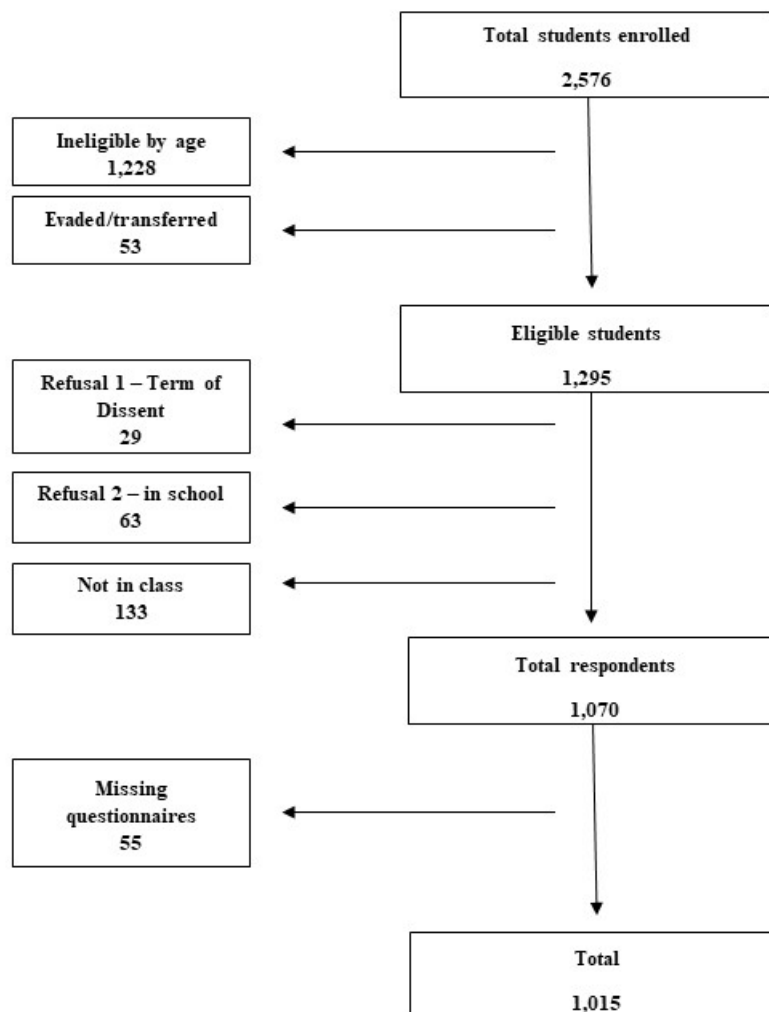 Total students enrolled
2,576
Ineligible by age
1,228
Evaded/transferred
53
Eligible students
1,295
Refusal 1 – Term of
Dissent
29
Refusal 2 – in school
63
Not in class
133
Total respondents
1,070
Missing
questionnaires
55
Total
1,015